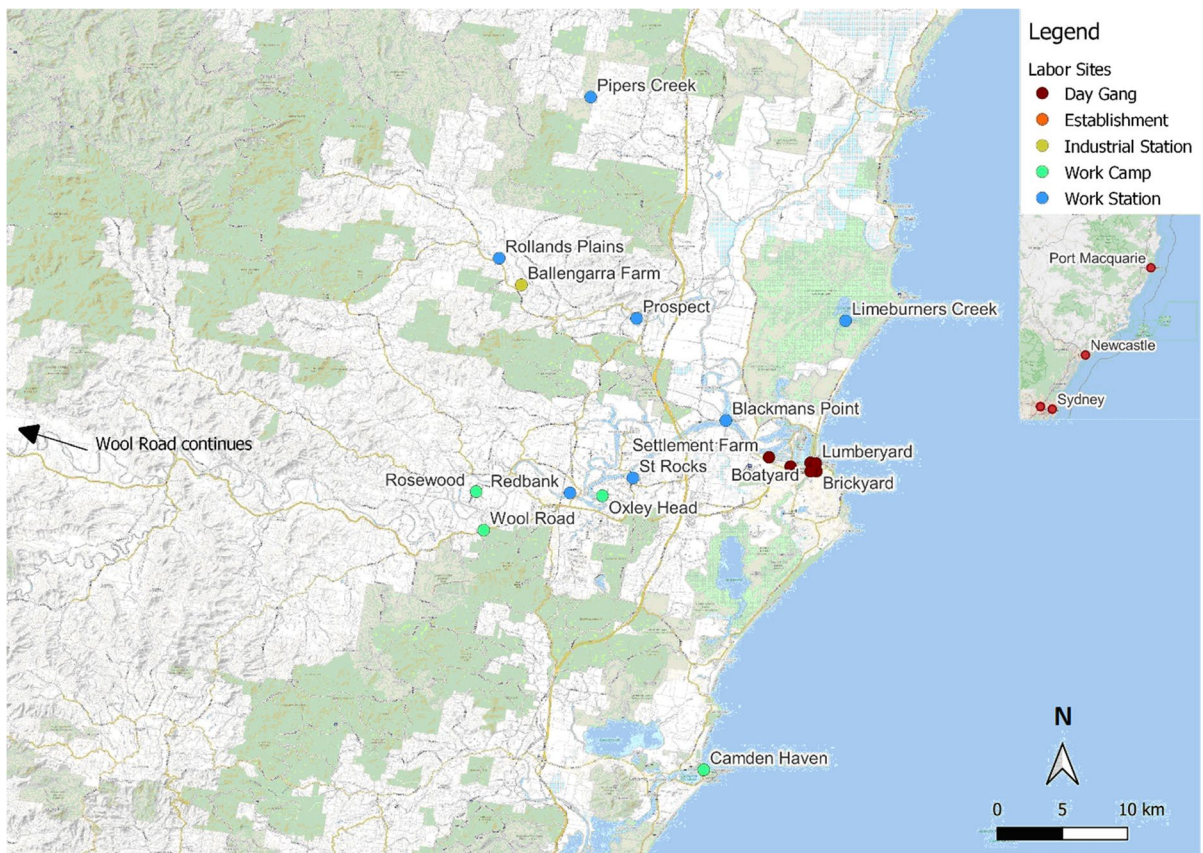 Legend
Labor Sites
Day Gang
Establishment
Industrial Station
Work Camp
Work Station
Pipers Creek
Rollands Plains
Ballengarra Farm
Prospect
Limeburners Creek
Port Macquarie
Newcastle
Sydney
Blackmans Point
Wool Road continues
Settlement Farm
Lumberyard
St Rocks
Boatyard
Brickyard
Rosewood
Redbank
Oxley Head
Wool Road
Camden Haven
N
0 5 10 km